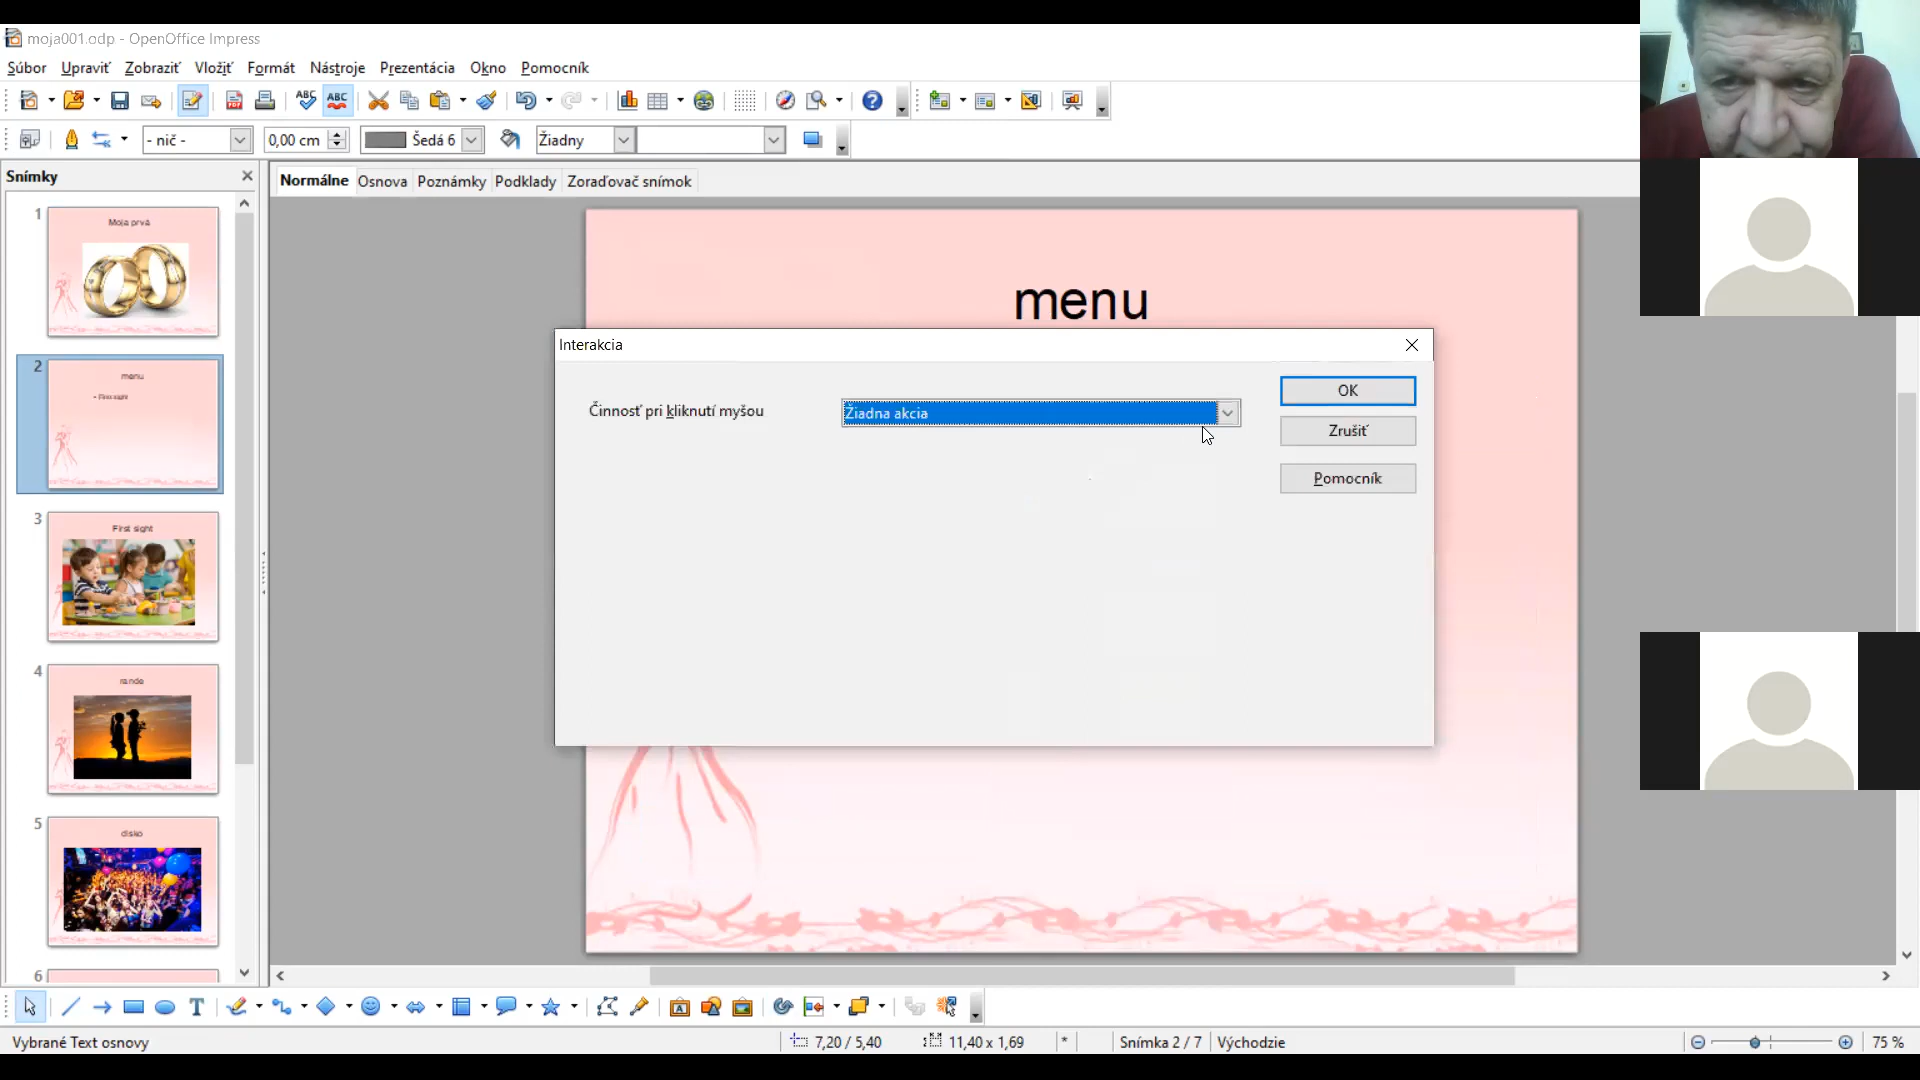 moja001.odp - OpenOffice Impress
Súbor Upraviť Zobraziť Vložiť Formát Nástroje Prezentácia Okno Pomocník
- nič - 0,00 cm Šedá 6 Žiadny
Snímky
Normálne Osnova Poznámky Podklady Zoraďovač snímok
1
Moja prvá
2
menu
• First sight
3
First sight
4
rande
5
disko
6
menu
Interakcia
Činnosť pri kliknutí myšou
Žiadna akcia
OK
Zrušiť
Pomocník
Vybrané Text osnovy
7,20 / 5,40
11,40 x 1,69
*
Snímka 2 / 7
Východzie
75 %